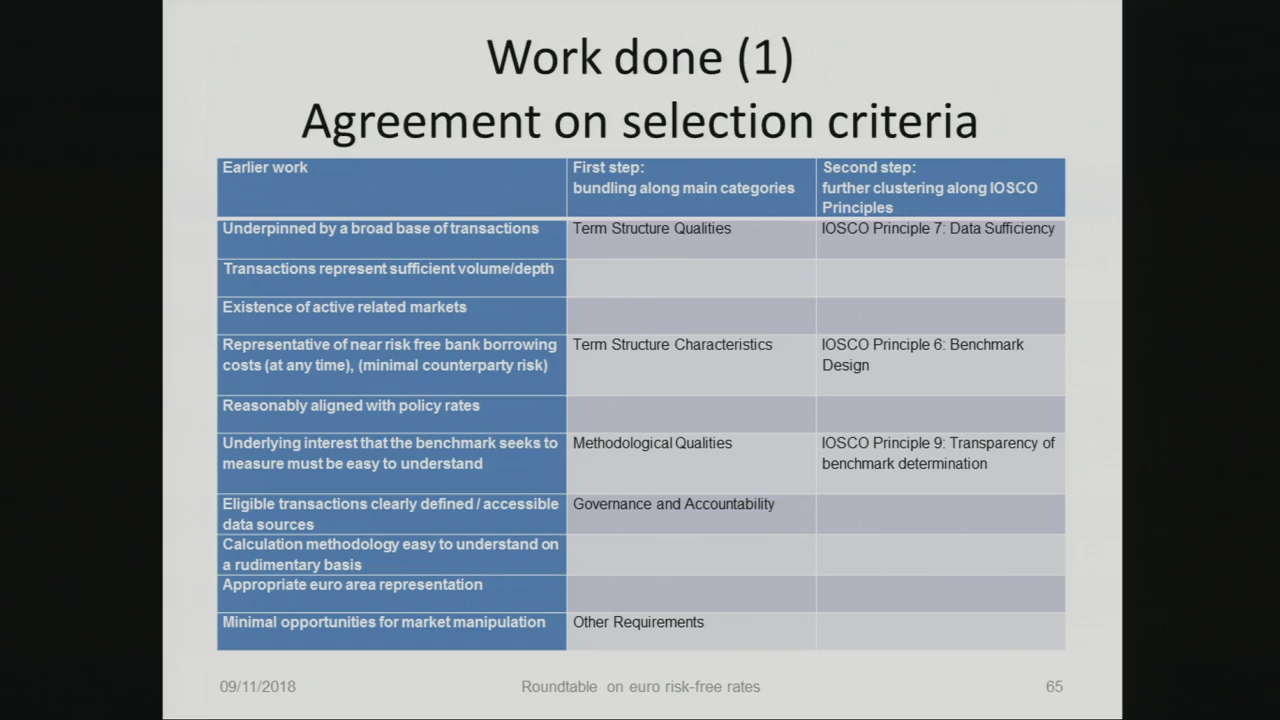 Work done (1)
Agreement on selection criteria
Earlier work
First step:
bundling along main categories
Second step:
further clustering along IOSCO
Principles
Underpinned by a broad base of transactions
Term Structure Qualities
IOSCO Principle 7: Data Sufficiency
Transactions represent sufficient volume/depth
Existence of active related markets
Representative of near risk free bank borrowing
costs (at any time), (minimal counterparty risk)
Term Structure Characteristics
IOSCO Principle 6: Benchmark
Design
Reasonably aligned with policy rates
Underlying interest that the benchmark seeks to
measure must be easy to understand
Methodological Qualities
IOSCO Principle 9: Transparency of
benchmark determination
Eligible transactions clearly defined / accessible
data sources
Governance and Accountability
Calculation methodology easy to understand on
a rudimentary basis
Appropriate euro area representation
Minimal opportunities for market manipulation
Other Requirements
09/11/2018
Roundtable on euro risk-free rates
65